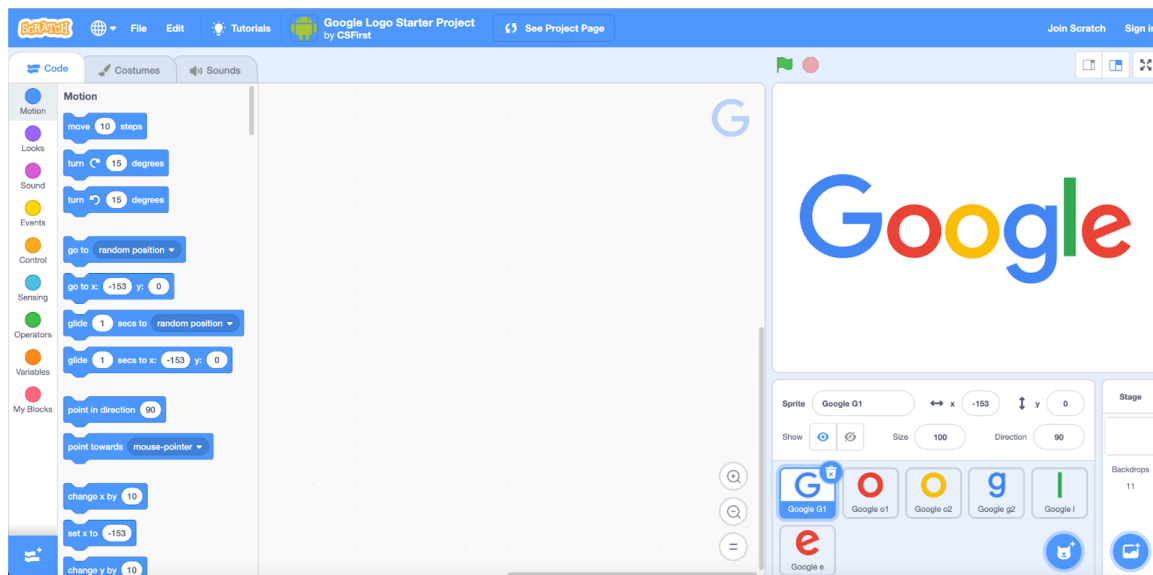 SCRATCH
File
Edit
Tutorials
Google Logo Starter Project
by CSFirst
See Project Page
Join Scratch
Sign in
Code
Costumes
Sounds
Motion
Looks
Sound
Events
Control
Sensing
Operators
Variables
My Blocks
Motion
move 10 steps
turn 15 degrees
turn 15 degrees
go to random position
go to x: -153 y: 0
glide 1 secs to random position
glide 1 secs to x: -153 y: 0
point in direction 90
point towards mouse-pointer
change x by 10
set x to -153
change y by 10
G
=
Google
Sprite Google G1 x -153 y 0
Show Size 100 Direction 90
G o o g l
Google G1 Google o1 Google o2 Google g2 Google l
e
Google e
Stage
Backdrops
11